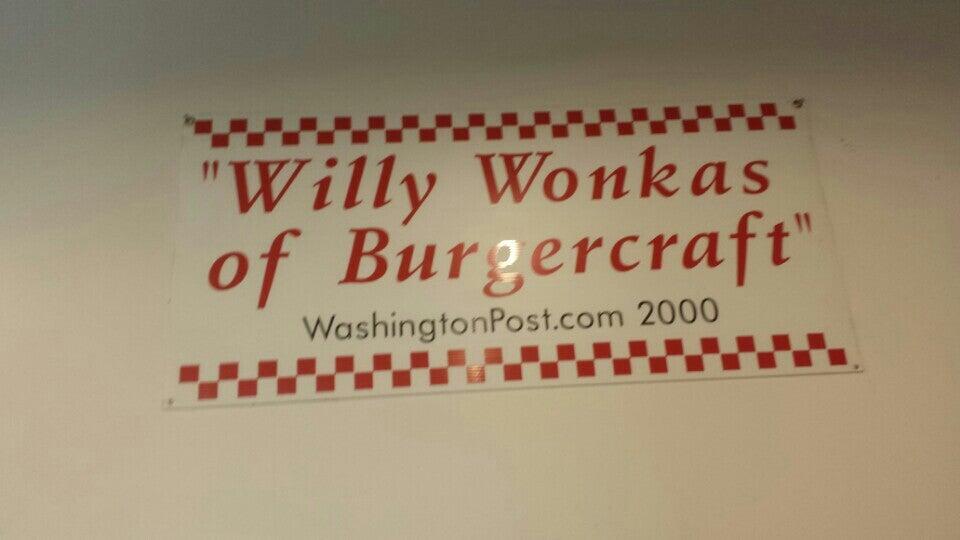 "Willy Wonkas
of Burgercraft"
WashingtonPost.com 2000